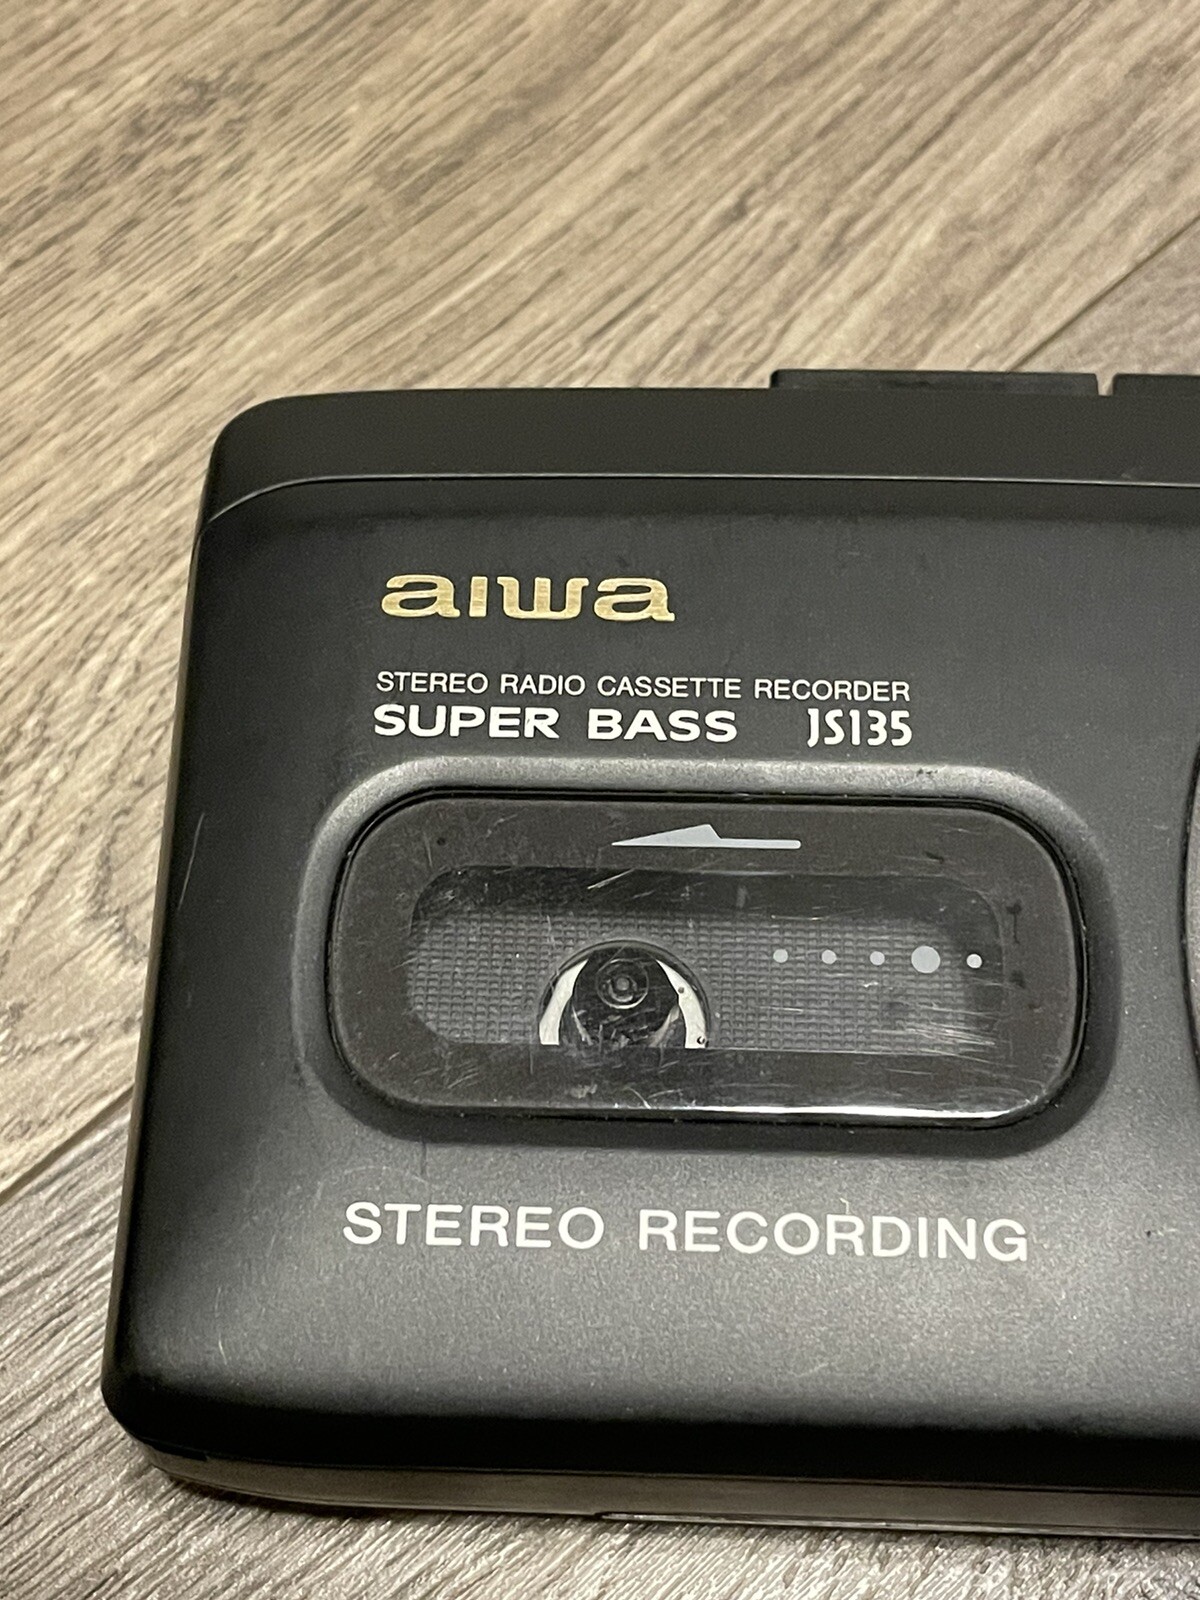 aiwa
STEREO RADIO CASSETTE RECORDER
SUPER BASS JS135
STEREO RECORDING